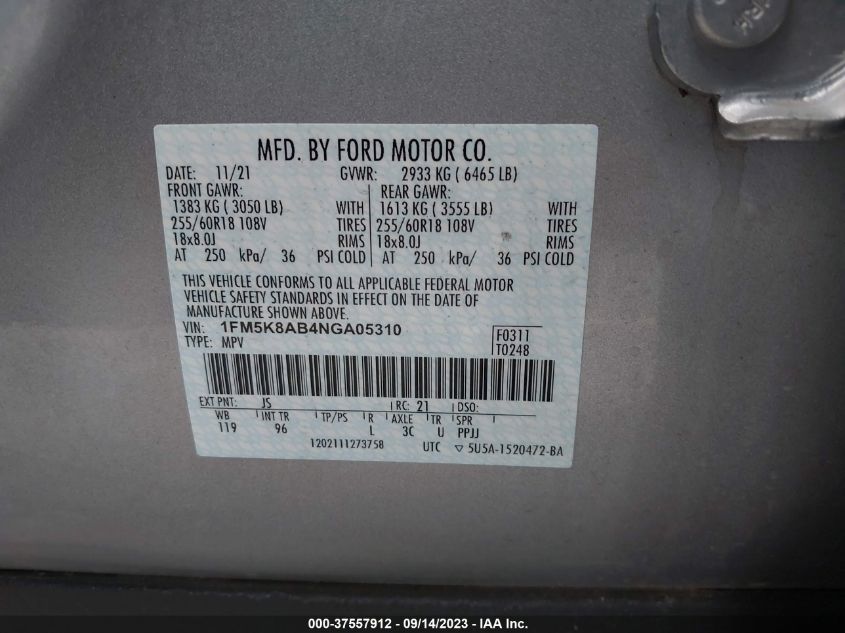 MFD. BY FORD MOTOR CO.
DATE: 11/21 GVWR: 2933 KG ( 6465 LB)
FRONT GAWR: REAR GAWR:
1383 KG ( 3050 LB) WITH 1613 KG ( 3555 LB) WITH
255/60R18 108V TIRES 255/60R18 108V TIRES
18x8.0J RIMS 18x8.0J RIMS
AT 250 kPa/ 36 PSI COLD AT 250 kPa/ 36 PSI COLD
THIS VEHICLE CONFORMS TO ALL APPLICABLE FEDERAL MOTOR
VEHICLE SAFETY STANDARDS IN EFFECT ON THE DATE OF
MANUFACTURE SHOWN ABOVE.
VIN: 1FM5K8AB4NGA05310 F0311
TYPE: MPV T0248
EXT PNT: JS RC: 21 DSO:
WB INT TR TP/PS R AXLE TR SPR
119 96 L 3C U PPJJ
1202111273758 UTC ▽ 5U5A-1520472-BA
000-37557912 - 09/14/2023 - WWW.IAAI.COM